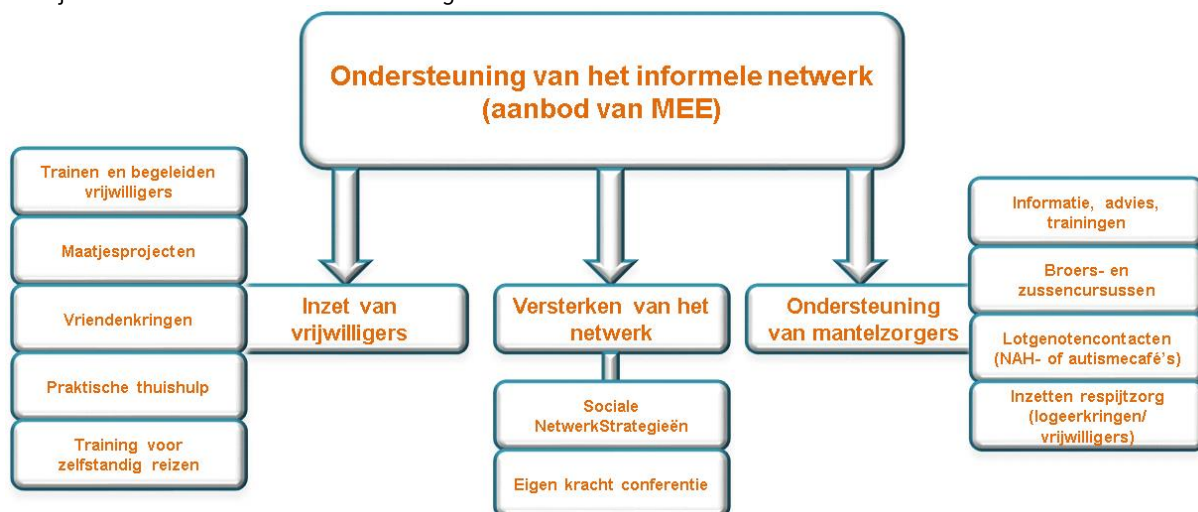 Ondersteuning van het informele netwerk
(aanbod van MEE)
Trainen en begeleiden
vrijwilligers
Maatjesprojecten
Vriendenkringen
Praktische thuishulp
Training voor
zelfstandig reizen
Inzet van
vrijwilligers
Versterken van het
netwerk
Sociale
NetwerkStrategieën
Eigen kracht conferentie
Ondersteuning
van mantelzorgers
Informatie, advies,
trainingen
Broers- en
zussencursussen
Lotgenotencontacten
(NAH- of autismecafé's)
Inzetten respijtzorg
(logeerkringen/
vrijwilligers)